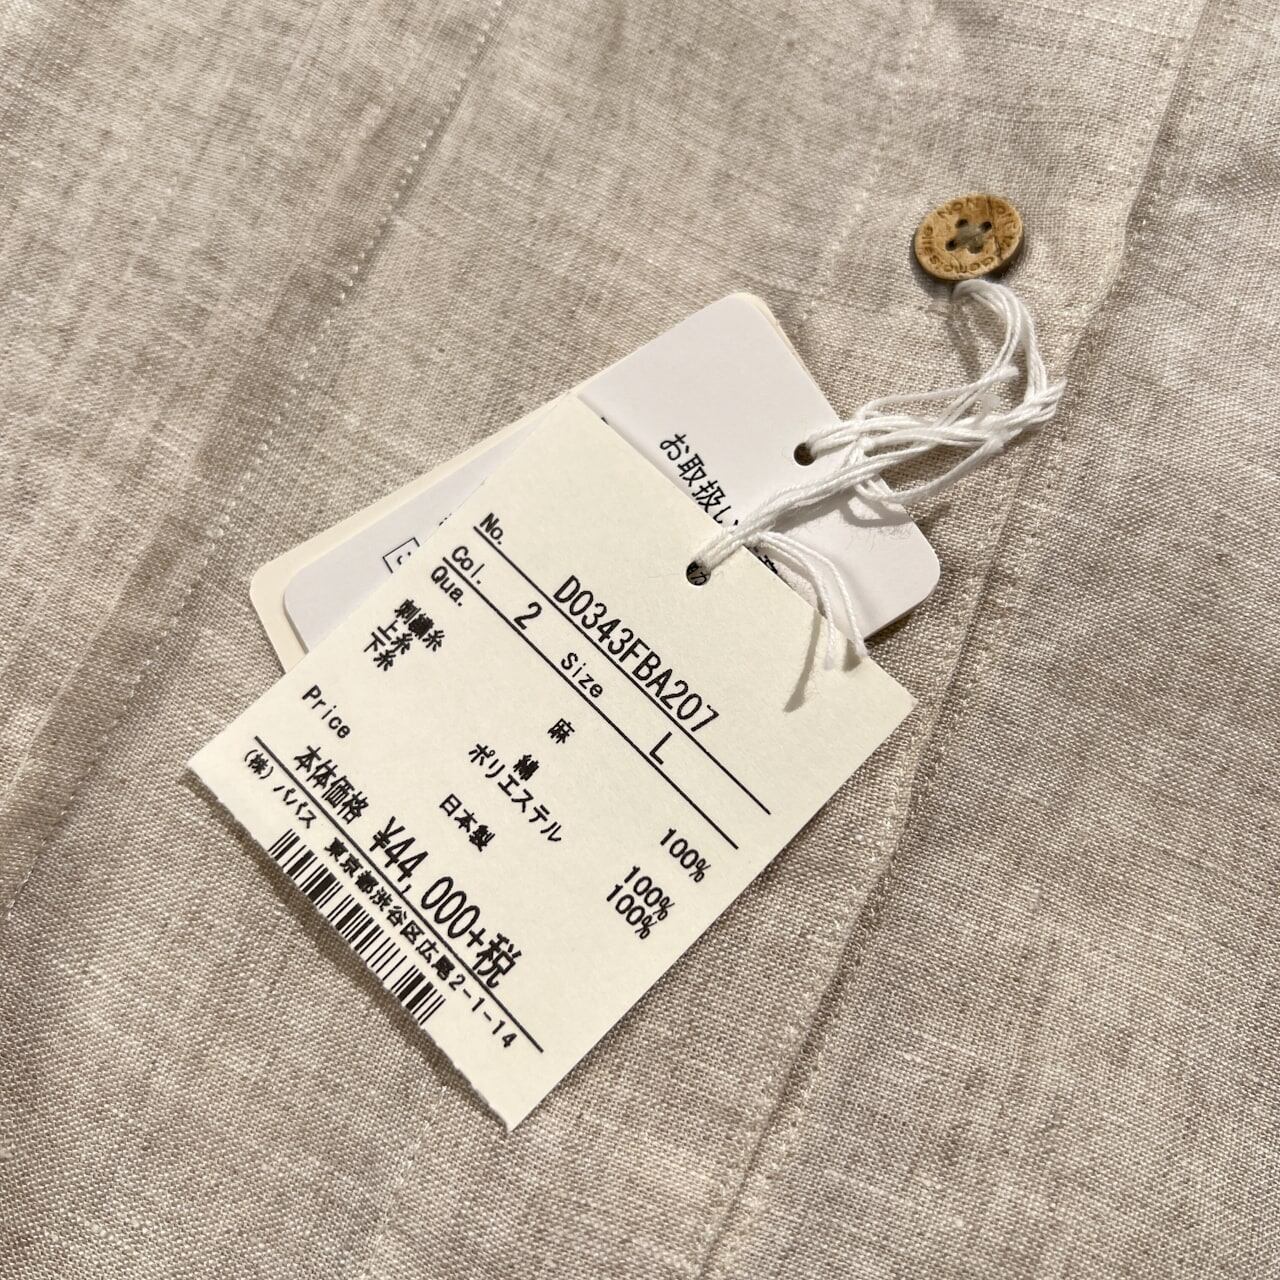 お取扱い
No. D0343FBA207
Col. 2 Size L
Qua. 麻 100%
刺繍糸 綿 100%
上糸 ポリエステル 100%
下糸
日本製
Price
本体価格 ¥44,000+税
(株) パパス 東京都渋谷区広尾2-1-14